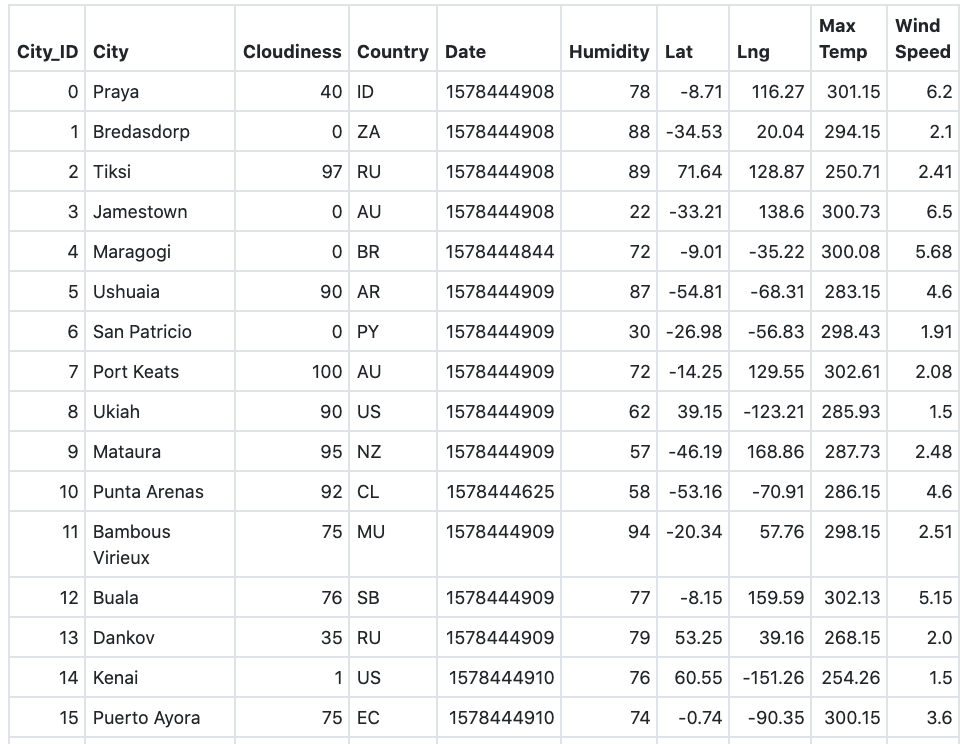 City_ID City Cloudiness Country Date Humidity Lat Lng Max Temp Wind Speed
0 Praya 40 ID 1578444908 78 -8.71 116.27 301.15 6.2
1 Bredasdorp 0 ZA 1578444908 88 -34.53 20.04 294.15 2.1
2 Tiksi 97 RU 1578444908 89 71.64 128.87 250.71 2.41
3 Jamestown 0 AU 1578444908 22 -33.21 138.6 300.73 6.5
4 Maragogi 0 BR 1578444844 72 -9.01 -35.22 300.08 5.68
5 Ushuaia 90 AR 1578444909 87 -54.81 -68.31 283.15 4.6
6 San Patricio 0 PY 1578444909 30 -26.98 -56.83 298.43 1.91
7 Port Keats 100 AU 1578444909 72 -14.25 129.55 302.61 2.08
8 Ukiah 90 US 1578444909 62 39.15 -123.21 285.93 1.5
9 Mataura 95 NZ 1578444909 57 -46.19 168.86 287.73 2.48
10 Punta Arenas 92 CL 1578444625 58 -53.16 -70.91 286.15 4.6
11 Bambous Virieux 75 MU 1578444909 94 -20.34 57.76 298.15 2.51
12 Buala 76 SB 1578444909 77 -8.15 159.59 302.13 5.15
13 Dankov 35 RU 1578444909 79 53.25 39.16 268.15 2.0
14 Kenai 1 US 1578444910 76 60.55 -151.26 254.26 1.5
15 Puerto Ayora 75 EC 1578444910 74 -0.74 -90.35 300.15 3.6